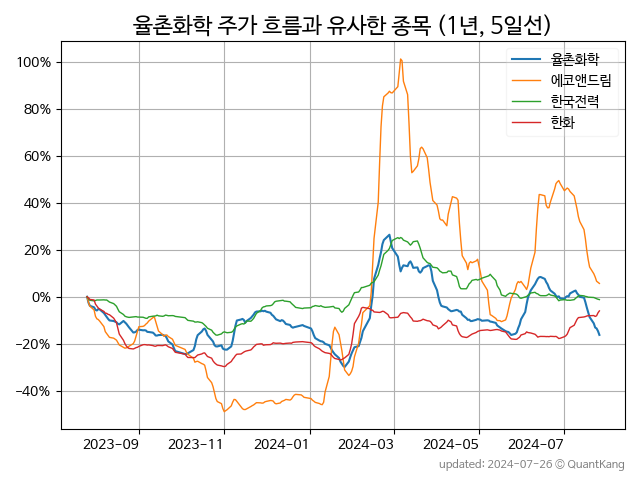 율촌화학 주가 흐름과 유사한 종목 (1년, 5일선)
율촌화학
에코앤드림
한국전력
한화
100%
80%
60%
40%
20%
0%
−20%
−40%
2023-09
2023-11
2024-01
2024-03
2024-05
2024-07
updated: 2024-07-26 © QuantKang